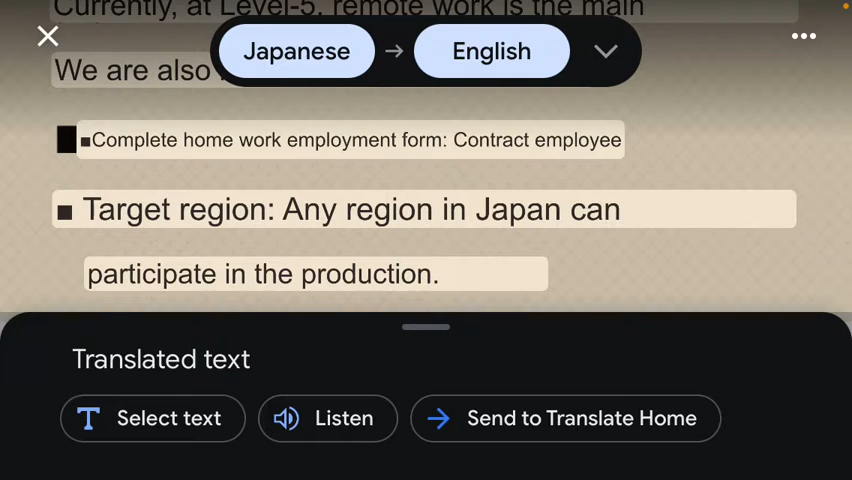 Currently, at Level-5, remote work is the main
Japanese → English
We are also
■Complete home work employment form: Contract employee
■ Target region: Any region in Japan can
participate in the production.
Translated text
Select text
Listen
Send to Translate Home